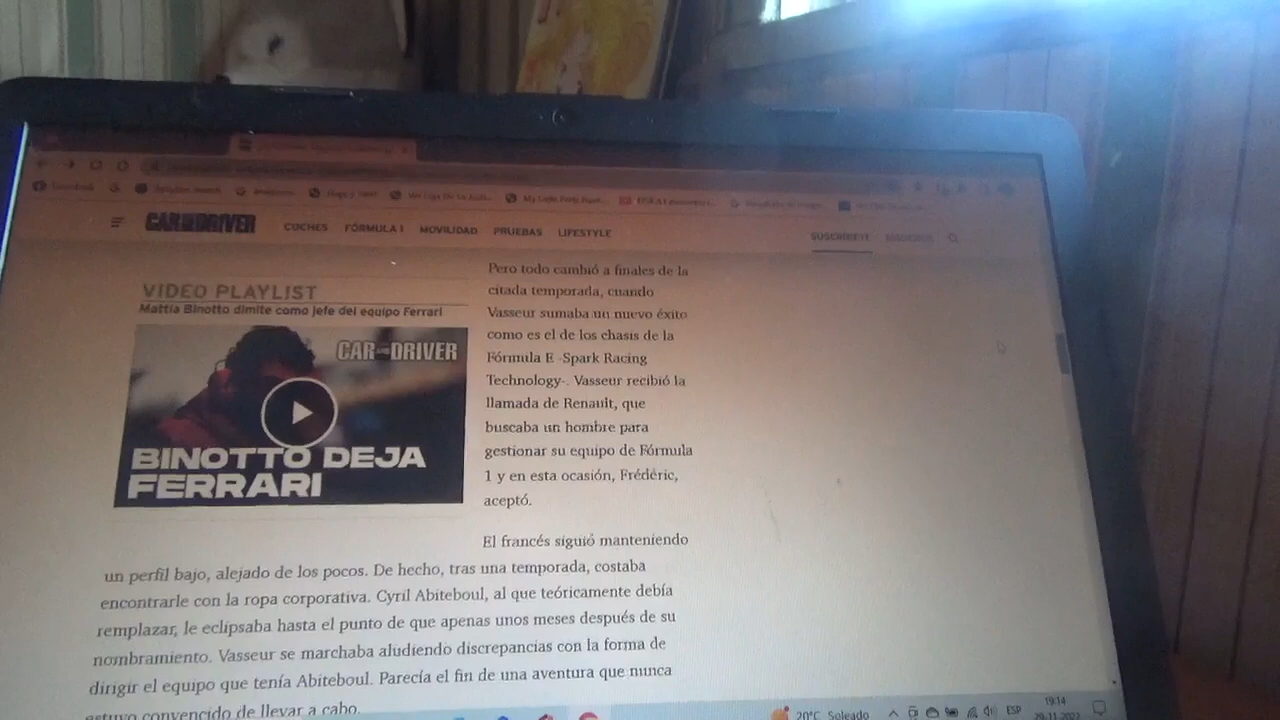 CAR AND DRIVER
COCHES FÓRMULA 1 MOVILIDAD PRUEBAS LIFESTYLE
SUSCRÍBETE
VIDEO PLAYLIST
Mattia Binotto dimite como jefe del equipo Ferrari
CAR AND DRIVER
BINOTTO DEJA
FERRARI
Pero todo cambió a finales de la
citada temporada, cuando
Vasseur sumaba un nuevo éxito
como es el de los chasis de la
Fórmula E -Spark Racing
Technology-. Vasseur recibió la
llamada de Renault, que
buscaba un hombre para
gestionar su equipo de Fórmula
1 y en esta ocasión, Frédéric,
aceptó.
El francés siguió manteniendo
un perfil bajo, alejado de los pocos. De hecho, tras una temporada, costaba
encontrarle con la ropa corporativa. Cyril Abiteboul, al que teóricamente debía
remplazar, le eclipsaba hasta el punto de que apenas unos meses después de su
nombramiento. Vasseur se marchaba aludiendo discrepancias con la forma de
dirigir el equipo que tenía Abiteboul. Parecía el fin de una aventura que nunca
estuvo convencido de llevar a cabo.
20°C Soleado ESP 19:14